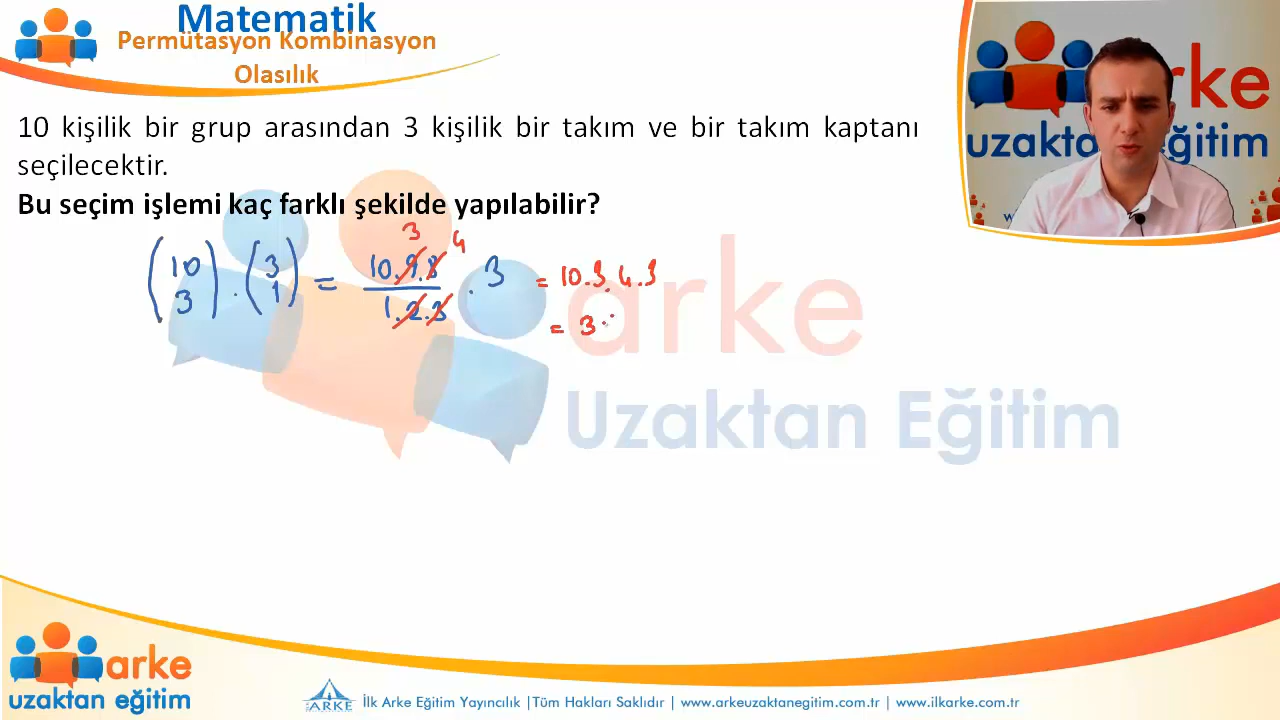 Matematik
Permütasyon Kombinasyon
Olasılık
arke
uzaktan eğitim
10 kişilik bir grup arasından 3 kişilik bir takım ve bir takım kaptanı
seçilecektir.
Bu seçim işlemi kaç farklı şekilde yapılabilir?
3 4
(10 3) . (3 1) = 10.9.8 / 1.2.3 . 3 = 10.3.4.3
= 3
arke
Uzaktan Eğitim
arke
uzaktan eğitim
ARKE
İlk Arke Eğitim Yayıncılık |Tüm Hakları Saklıdır | www.arkeuzaktanegitim.com.tr | www.ilkarke.com.tr